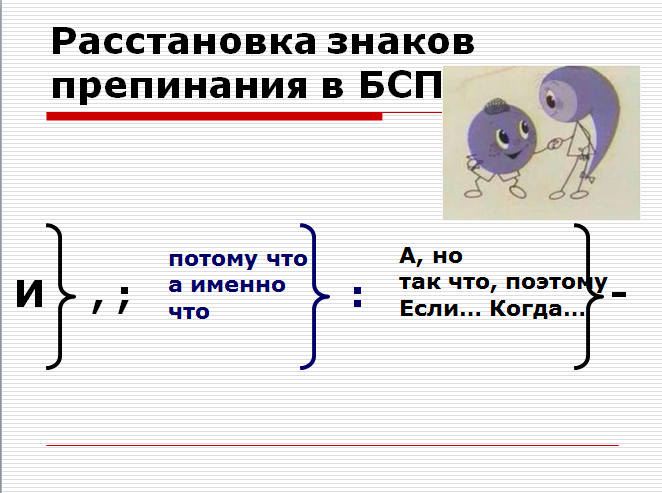 Расстановка знаков
препинания в БСП
И } , ;
потому что
а именно
что
} :
А, но
так что, поэтому
Если... Когда...
} -